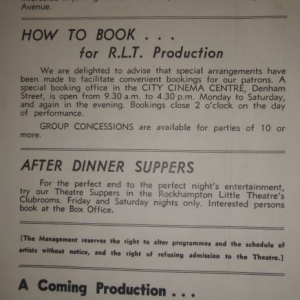 Avenue.
HOW TO BOOK . . .
for R.L.T. Production
We are delighted to advise that special arrangements have
been made to facilitate convenient bookings for our patrons. A
special booking office in the CITY CINEMA CENTRE, Denham
Street, is open from 9.30 a.m. to 4.30 p.m. Monday to Saturday,
and again in the evening. Bookings close 2 o'clock on the day
of performance.
GROUP CONCESSIONS are available for parties of 10 or
more.
AFTER DINNER SUPPERS
For the perfect end to the perfect night's entertainment,
try our Theatre Suppers in the Rockhampton Little Theatre's
Clubrooms. Friday and Saturday nights only. Interested persons
book at the Box Office.
[The Management reserves the right to alter programmes and the schedule of
artists without notice, and the right of refusing admission to the Theatre.]
A Coming Production . . .